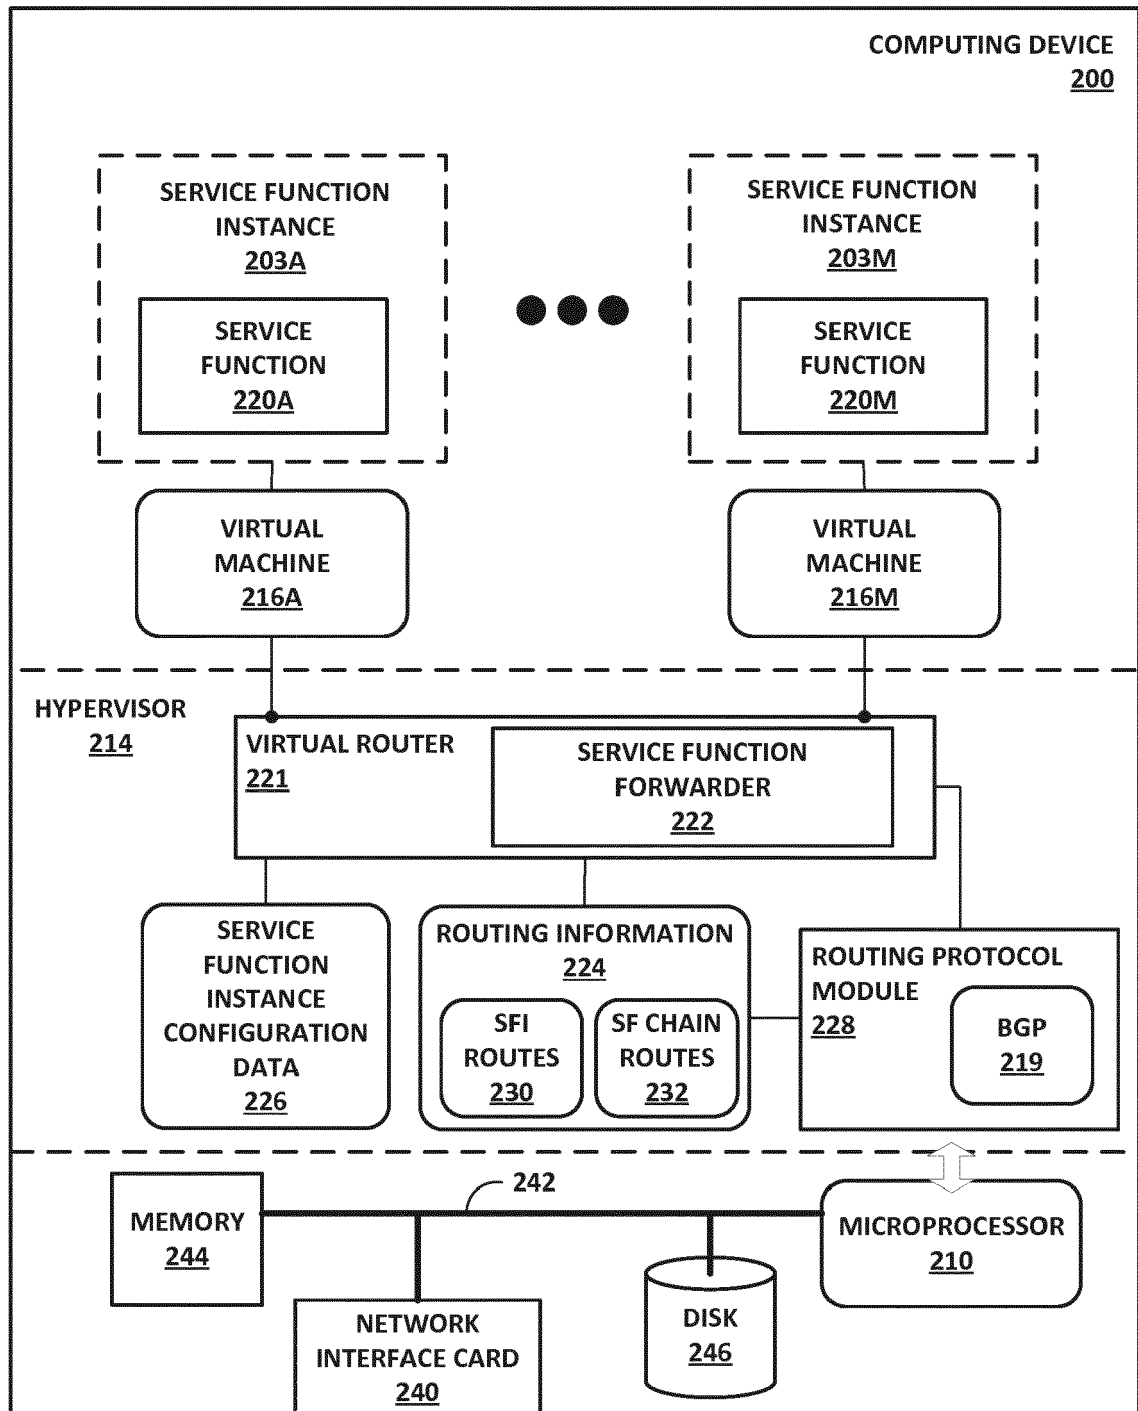 COMPUTING DEVICE
200
SERVICE FUNCTION
INSTANCE
203A
SERVICE
FUNCTION
220A
SERVICE FUNCTION
INSTANCE
203M
SERVICE
FUNCTION
220M
VIRTUAL
MACHINE
216A
VIRTUAL
MACHINE
216M
HYPERVISOR
214
VIRTUAL ROUTER
221
SERVICE FUNCTION
FORWARDER
222
SERVICE
FUNCTION
INSTANCE
CONFIGURATION
DATA
226
ROUTING INFORMATION
224
SFI
ROUTES
230
SF CHAIN
ROUTES
232
ROUTING PROTOCOL
MODULE
228
BGP
219
242
MEMORY
244
NETWORK
INTERFACE CARD
240
DISK
246
MICROPROCESSOR
210